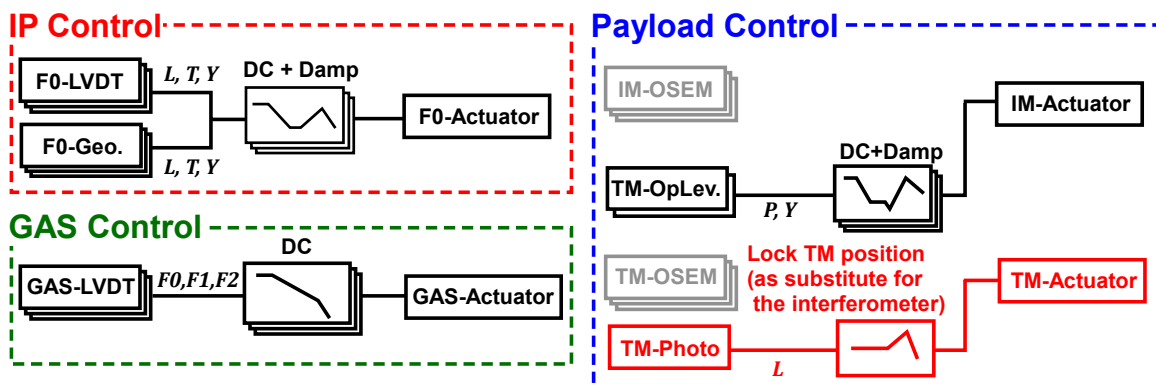 IP Control
F0-LVDT
L, T, Y
DC + Damp
F0-Actuator
F0-Geo.
L, T, Y
GAS Control
GAS-LVDT
F0,F1,F2
DC
GAS-Actuator
Payload Control
IM-OSEM
IM-Actuator
TM-OpLev.
P, Y
DC+Damp
TM-OSEM
Lock TM position
(as substitute for
the interferometer)
TM-Actuator
TM-Photo
L